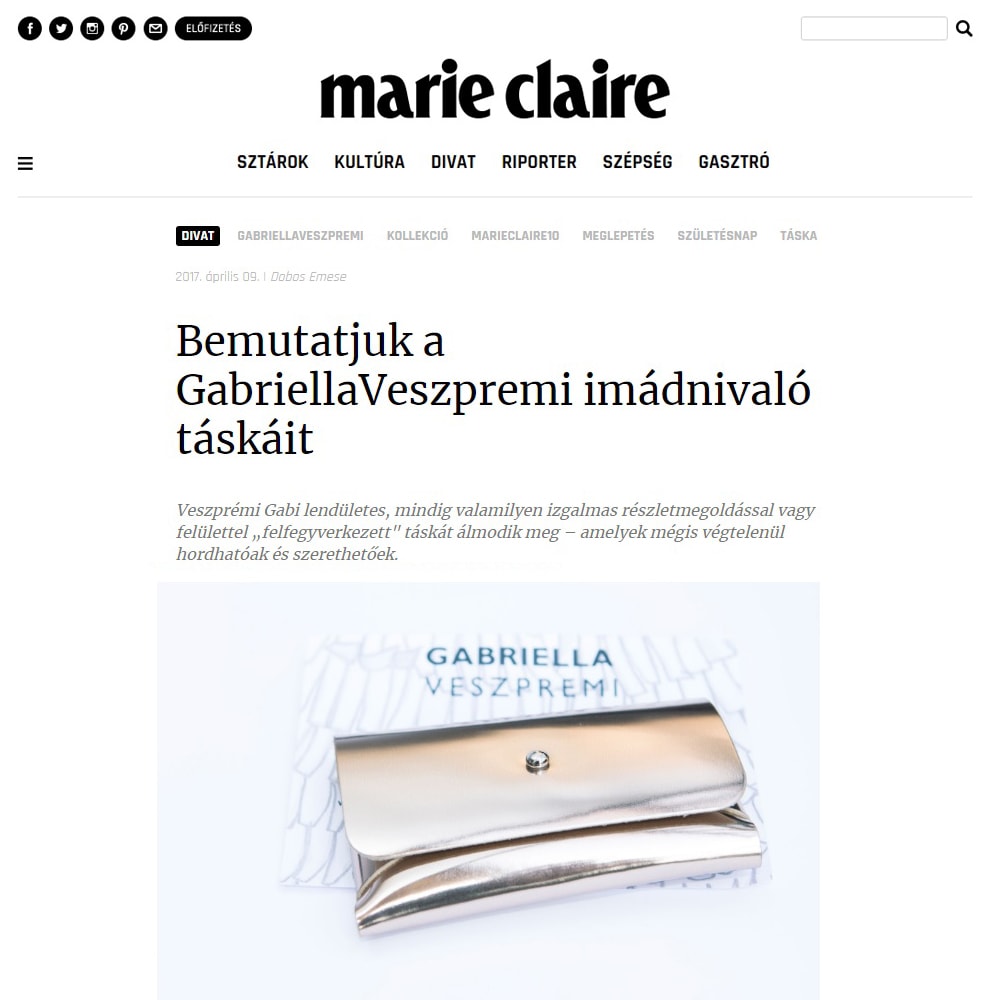 ELŐFIZETÉS
marie claire
SZTÁROK KULTÚRA DIVAT RIPORTER SZÉPSÉG GASZTRÓ
DIVAT GABRIELLAVESZPREMI KOLLEKCIÓ MARIECLAIRE10 MEGLEPETÉS SZÜLETÉSNAP TÁSKA
2017. április 09. | Dobos Emese
Bemutatjuk a
GabriellaVeszpremi imádnivaló
táskáit
Veszprémi Gabi lendületes, mindig valamilyen izgalmas részletmegoldással vagy
felülettel „felfegyverkezett" táskát álmodik meg – amelyek mégis végtelenül
hordhatóak és szerethetőek.
GABRIELLA
VESZPREMI